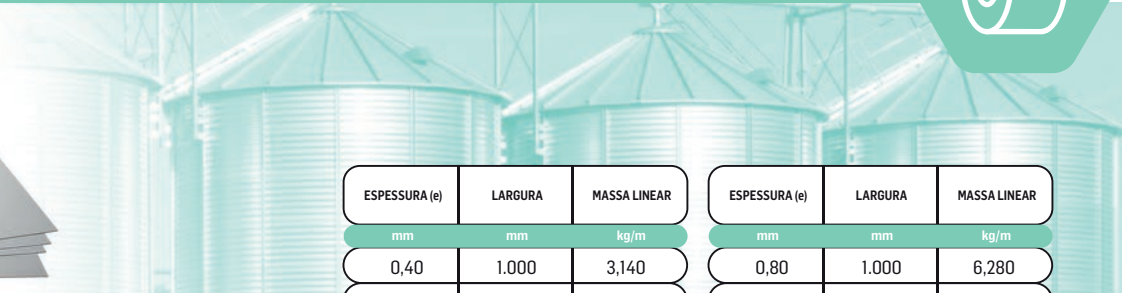 ESPESSURA (e) LARGURA MASSA LINEAR ESPESSURA (e) LARGURA MASSA LINEAR
mm mm kg/m mm mm kg/m
0,40 1.000 3,140 0,80 1.000 6,280